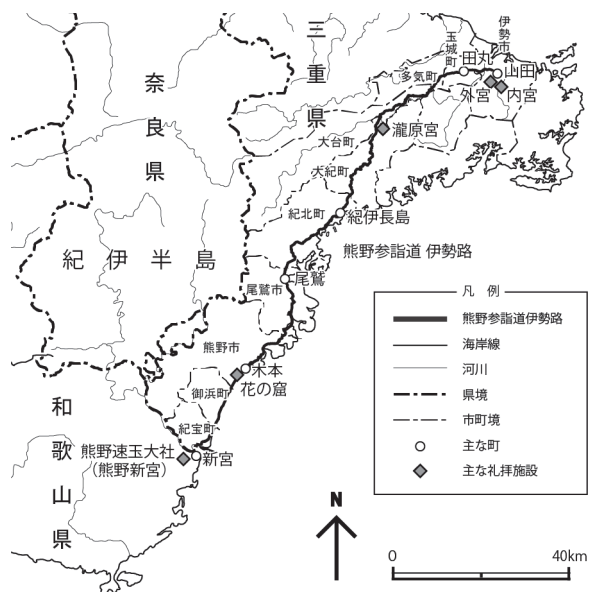 三重県
奈良県
紀伊半島
和歌山県
伊勢市
玉城町
田丸
山田
多気町
外宮
内宮
瀧原宮
大台町
大紀町
紀北町
紀伊長島
熊野参詣道 伊勢路
尾鷲
尾鷲市
熊野市
木本
花の窟
御浜町
紀宝町
熊野速玉大社
（熊野新宮）
新宮
凡 例
熊野参詣道伊勢路
海岸線
河川
県境
市町境
主な町
主な礼拝施設
N
0 40km